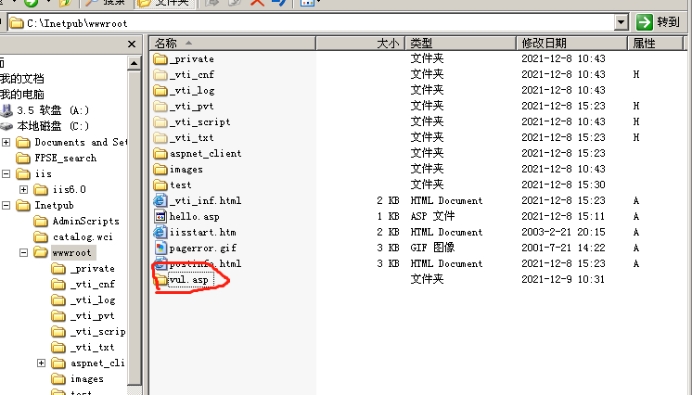 搜索 文件夹
C:\Inetpub\wwwroot 转到
我的文档
我的电脑
3.5 软盘 (A:)
本地磁盘 (C:)
Documents and Set
FPSE_search
iis
iis6.0
Inetpub
AdminScripts
catalog.wci
wwwroot
_private
_vti_cnf
_vti_log
_vti_pvt
_vti_scrip
_vti_txt
aspnet_cli
images
test
名称 大小 类型 修改日期 属性
_private 文件夹 2021-12-8 10:43
_vti_cnf 文件夹 2021-12-8 10:43 H
_vti_log 文件夹 2021-12-8 10:43
_vti_pvt 文件夹 2021-12-8 15:23 H
_vti_script 文件夹 2021-12-8 10:43 H
_vti_txt 文件夹 2021-12-8 10:43 H
aspnet_client 文件夹 2021-12-8 15:23
images 文件夹 2021-12-8 10:43
test 文件夹 2021-12-8 15:30
_vti_inf.html 2 KB HTML Document 2021-12-8 15:23 A
hello.asp 1 KB ASP 文件 2021-12-8 15:11 A
iisstart.htm 2 KB HTML Document 2003-2-21 20:15 A
pagerror.gif 3 KB GIF 图像 2001-7-21 14:22 A
postinfo.html 3 KB HTML Document 2021-12-8 15:23 A
vul.asp 文件夹 2021-12-9 10:31